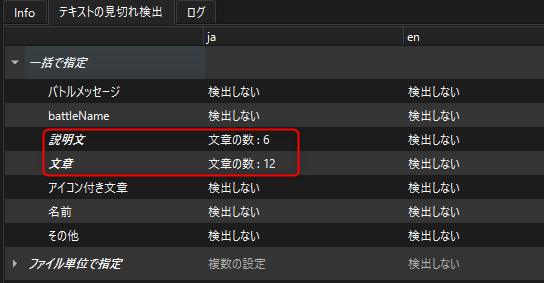 Info テキストの見切れ検出 ログ
ja en
一括で指定
バトルメッセージ 検出しない 検出しない
battleName 検出しない 検出しない
説明文 文章の数 : 6 検出しない
文章 文章の数 : 12 検出しない
アイコン付き文章 検出しない 検出しない
名前 検出しない 検出しない
その他 検出しない 検出しない
ファイル単位で指定 複数の設定 検出しない